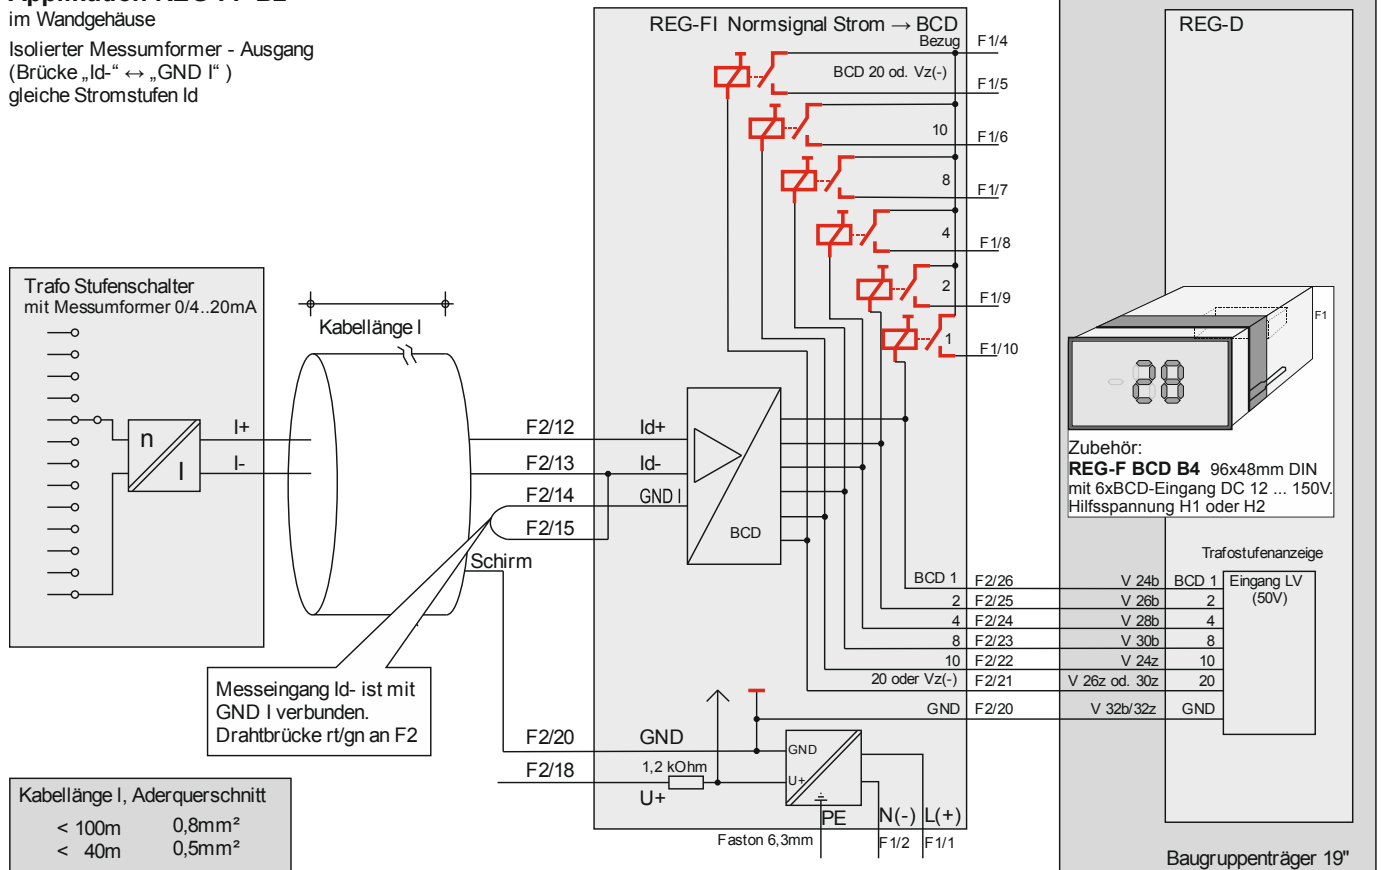 im Wandgehäuse
Isolierter Messumformer - Ausgang
(Brücke „Id-“ ↔ „GND I“ )
gleiche Stromstufen Id
REG-FI Normsignal Strom → BCD
Bezug
F1/4
BCD 20 od. Vz(-)
F1/5
10
F1/6
8
F1/7
4
F1/8
2
F1/9
1
F1/10
REG-D
Trafo Stufenschalter
mit Messumformer 0/4..20mA
n
I
I+
I-
Kabellänge l
Schirm
F2/12
Id+
F2/13
Id-
F2/14
GND I
F2/15
BCD
F1
-28
Zubehör:
REG-F BCD B4 96x48mm DIN
mit 6xBCD-Eingang DC 12 ... 150V.
Hilfsspannung H1 oder H2
Trafostufenanzeige
BCD 1 F2/26 V 24b BCD 1 Eingang LV
2 F2/25 V 26b 2 (50V)
4 F2/24 V 28b 4
8 F2/23 V 30b 8
10 F2/22 V 24z 10
20 oder Vz(-) F2/21 V 26z od. 30z 20
GND F2/20 V 32b/32z GND
Messeingang Id- ist mit
GND I verbunden.
Drahtbrücke rt/gn an F2
F2/20
GND
F2/18
1,2 kOhm
U+
GND
U+
PE
N(-)
L(+)
Faston 6,3mm
F1/2
F1/1
Kabellänge l, Aderquerschnitt
< 100m 0,8mm²
< 40m 0,5mm²
Baugruppenträger 19"